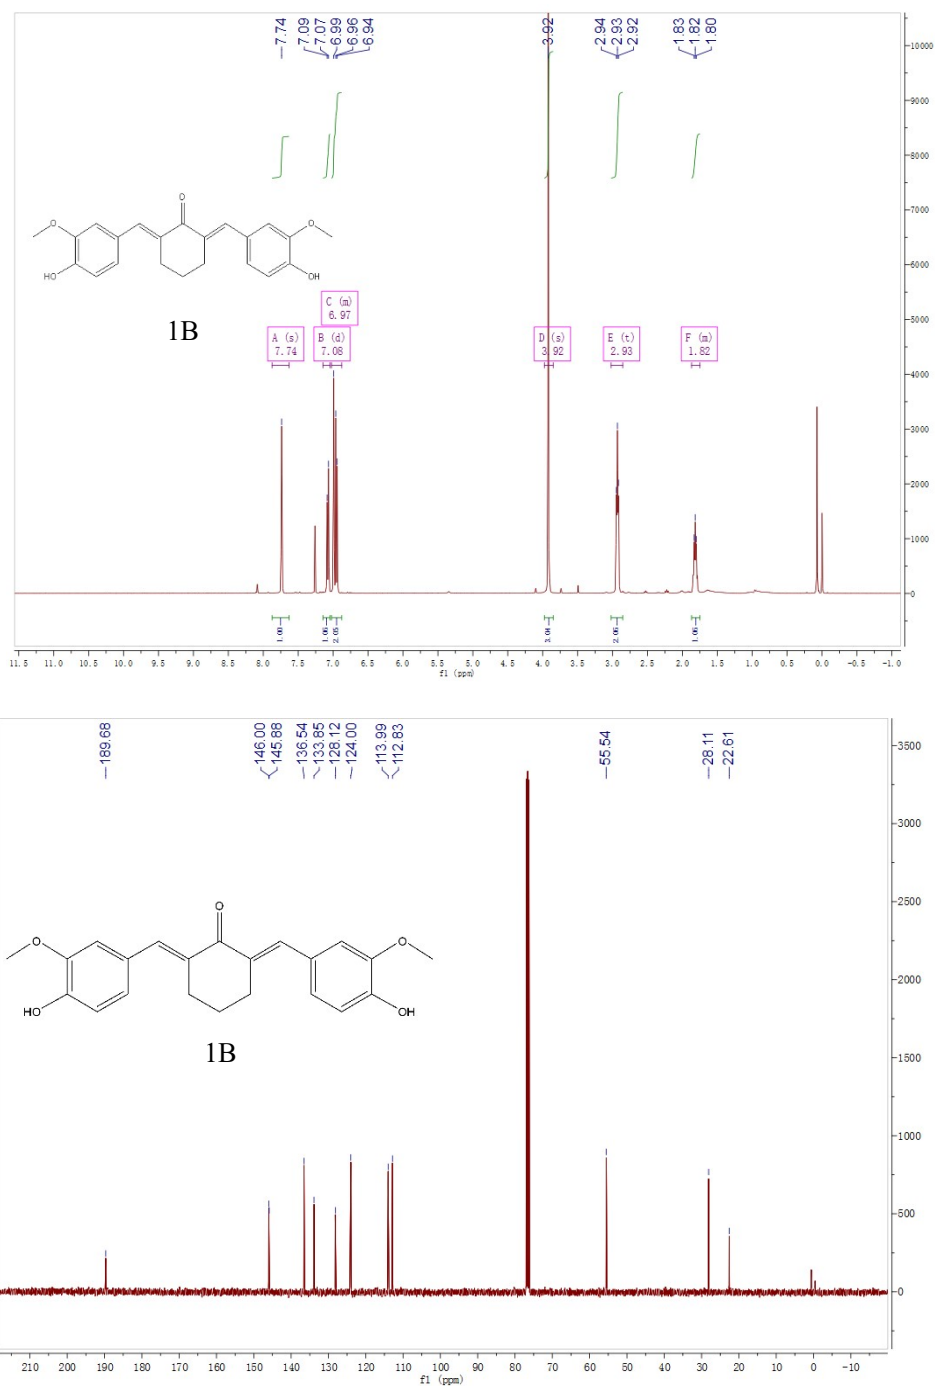 7.74
7.09
7.07
6.99
6.96
6.94
3.92
2.94
2.93
2.92
1.83
1.82
1.80
10000
9000
8000
7000
6000
5000
4000
3000
2000
1000
0
O
O
O
HO
OH
1B
C (m)
6.97
A (s)
7.74
B (d)
7.08
D (s)
3.92
E (t)
2.93
F (m)
1.82
1.00
1.06
2.05
3.04
2.06
1.06
11.5 11.0 10.5 10.0 9.5 9.0 8.5 8.0 7.5 7.0 6.5 6.0 5.5 5.0 4.5 4.0 3.5 3.0 2.5 2.0 1.5 1.0 0.5 0.0 -0.5 -1.0
f1 (ppm)
189.68
146.00
145.88
136.54
133.85
128.12
124.00
113.99
112.83
55.54
28.11
22.61
3500
3000
2500
2000
1500
1000
500
0
O
O
O
HO
OH
1B
210 200 190 180 170 160 150 140 130 120 110 100 90 80 70 60 50 40 30 20 10 0 -10
f1 (ppm)